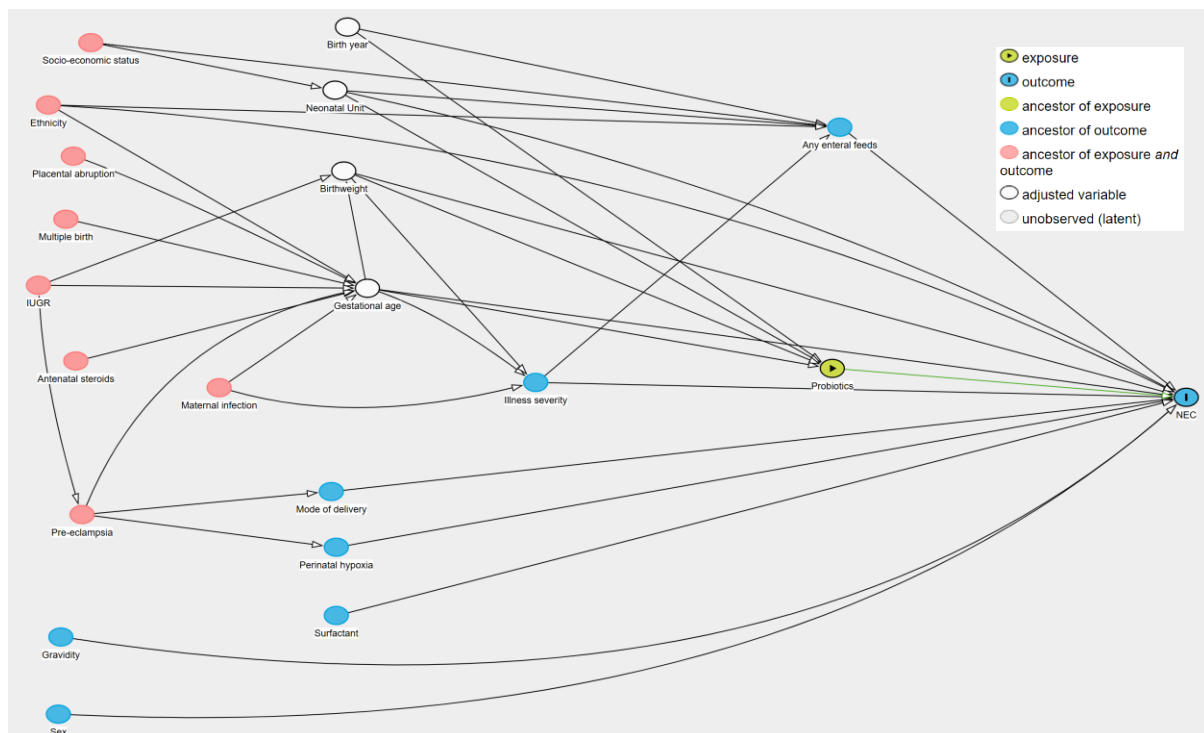 Birth year
Socio-economic status
exposure
outcome
ancestor of exposure
ancestor of outcome
ancestor of exposure and
outcome
adjusted variable
unobserved (latent)
Neonatal Unit
Ethnicity
Any enteral feeds
Placental abruption
Birthweight
Multiple birth
IUGR
Gestational age
Antenatal steroids
Probiotics
Maternal infection
Illness severity
NEC
Mode of delivery
Pre-eclampsia
Perinatal hypoxia
Surfactant
Gravidity
Sex